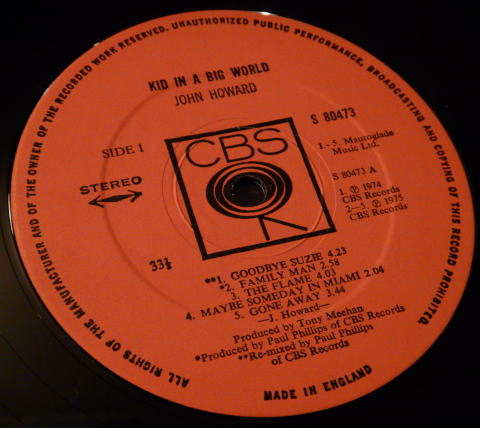 ALL RIGHTS OF THE MANUFACTURER AND OF THE OWNER OF THE RECORDED WORK RESERVED. UNAUTHORIZED PUBLIC PERFORMANCE, BROADCASTING AND COPYING OF THIS RECORD PROHIBITED.
KID IN A BIG WORLD
JOHN HOWARD
S 80473
SIDE 1
CBS
1 - 5. Mautoglade
Music Ltd.
STEREO
S 80473 A
1. ℗ 1974
CBS Records
2—5. ℗ 1975
CBS Records
33⅓
**1. GOODBYE SUZIE 4.23
*2. FAMILY MAN 2.58
3. THE FLAME 4.03
4. MAYBE SOMEDAY IN MIAMI 2.04
5. GONE AWAY 3.44
—J. Howard—
Produced by Tony Meehan
*Produced by Paul Phillips of CBS Records
**Re-mixed by Paul Phillips
of CBS Records
MADE IN ENGLAND